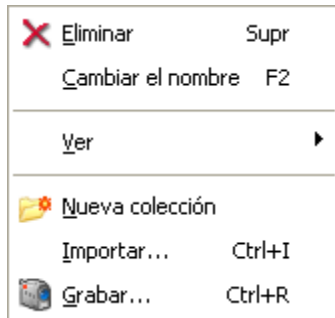 Eliminar Supr
Cambiar el nombre F2
Ver
Nueva colección
Importar... Ctrl+I
Grabar... Ctrl+R